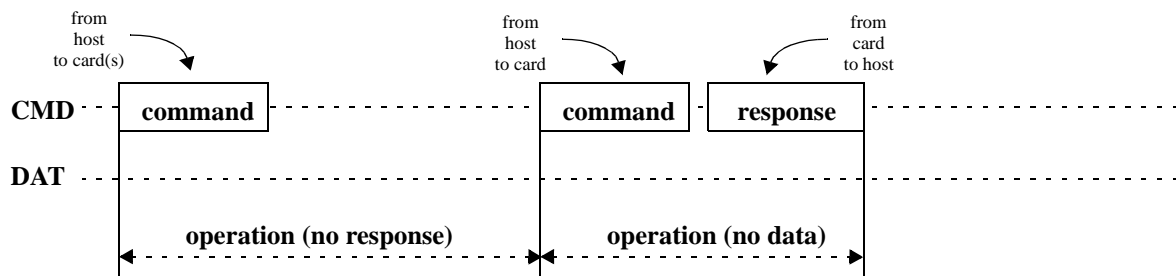 from
host
to card(s)
from
host
to card
from
card
to host
CMD
command
command
response
DAT
operation (no response)
operation (no data)